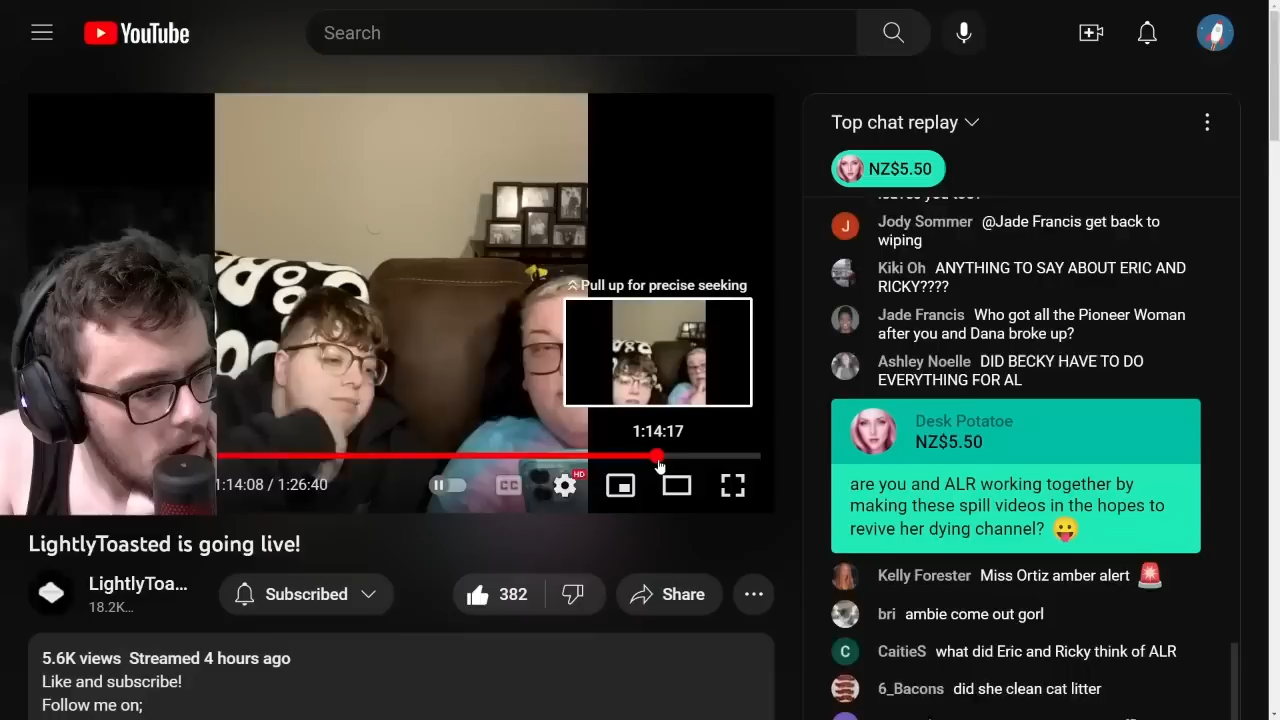 YouTube
Search
Top chat replay
NZ$5.50
Jody Sommer @Jade Francis get back to
wiping
Kiki Oh ANYTHING TO SAY ABOUT ERIC AND
RICKY????
Jade Francis Who got all the Pioneer Woman
after you and Dana broke up?
Ashley Noelle DID BECKY HAVE TO DO
EVERYTHING FOR AL
Desk Potatoe
NZ$5.50
are you and ALR working together by
making these spill videos in the hopes to
revive her dying channel? 😛
Kelly Forester Miss Ortiz amber alert 🚨
bri ambie come out gorl
CaitieS what did Eric and Ricky think of ALR
6_Bacons did she clean cat litter
Pull up for precise seeking
1:14:17
1:14:08 / 1:26:40
CC
HD
LightlyToasted is going live!
LightlyToa...
18.2K...
Subscribed
382
Share
5.6K views Streamed 4 hours ago
Like and subscribe!
Follow me on;